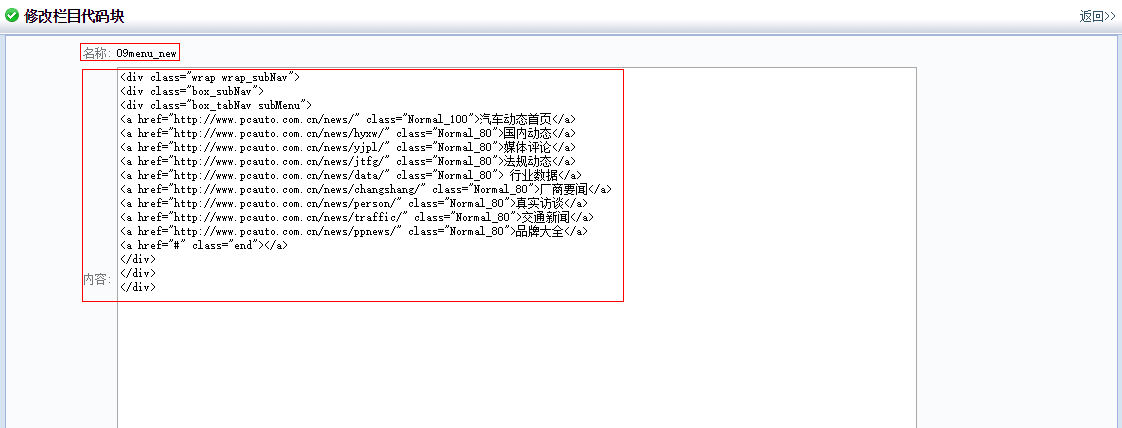 修改栏目代码块
返回>>
名称: 09menu_new
<div class="wrap wrap_subNav">
<div class="box_subNav">
<div class="box_tabNav subMenu">
<a href="http://www.pcauto.com.cn/news/" class="Normal_100">汽车动态首页</a>
<a href="http://www.pcauto.com.cn/news/hyxw/" class="Normal_80">国内动态</a>
<a href="http://www.pcauto.com.cn/news/yjpl/" class="Normal_80">媒体评论</a>
<a href="http://www.pcauto.com.cn/news/jtfg/" class="Normal_80">法规动态</a>
<a href="http://www.pcauto.com.cn/news/data/" class="Normal_80"> 行业数据</a>
<a href="http://www.pcauto.com.cn/news/changshang/" class="Normal_80">厂商要闻</a>
<a href="http://www.pcauto.com.cn/news/person/" class="Normal_80">真实访谈</a>
<a href="http://www.pcauto.com.cn/news/traffic/" class="Normal_80">交通新闻</a>
<a href="http://www.pcauto.com.cn/news/ppnews/" class="Normal_80">品牌大全</a>
<a href="#" class="end"></a>
</div>
</div>
内容:
</div>